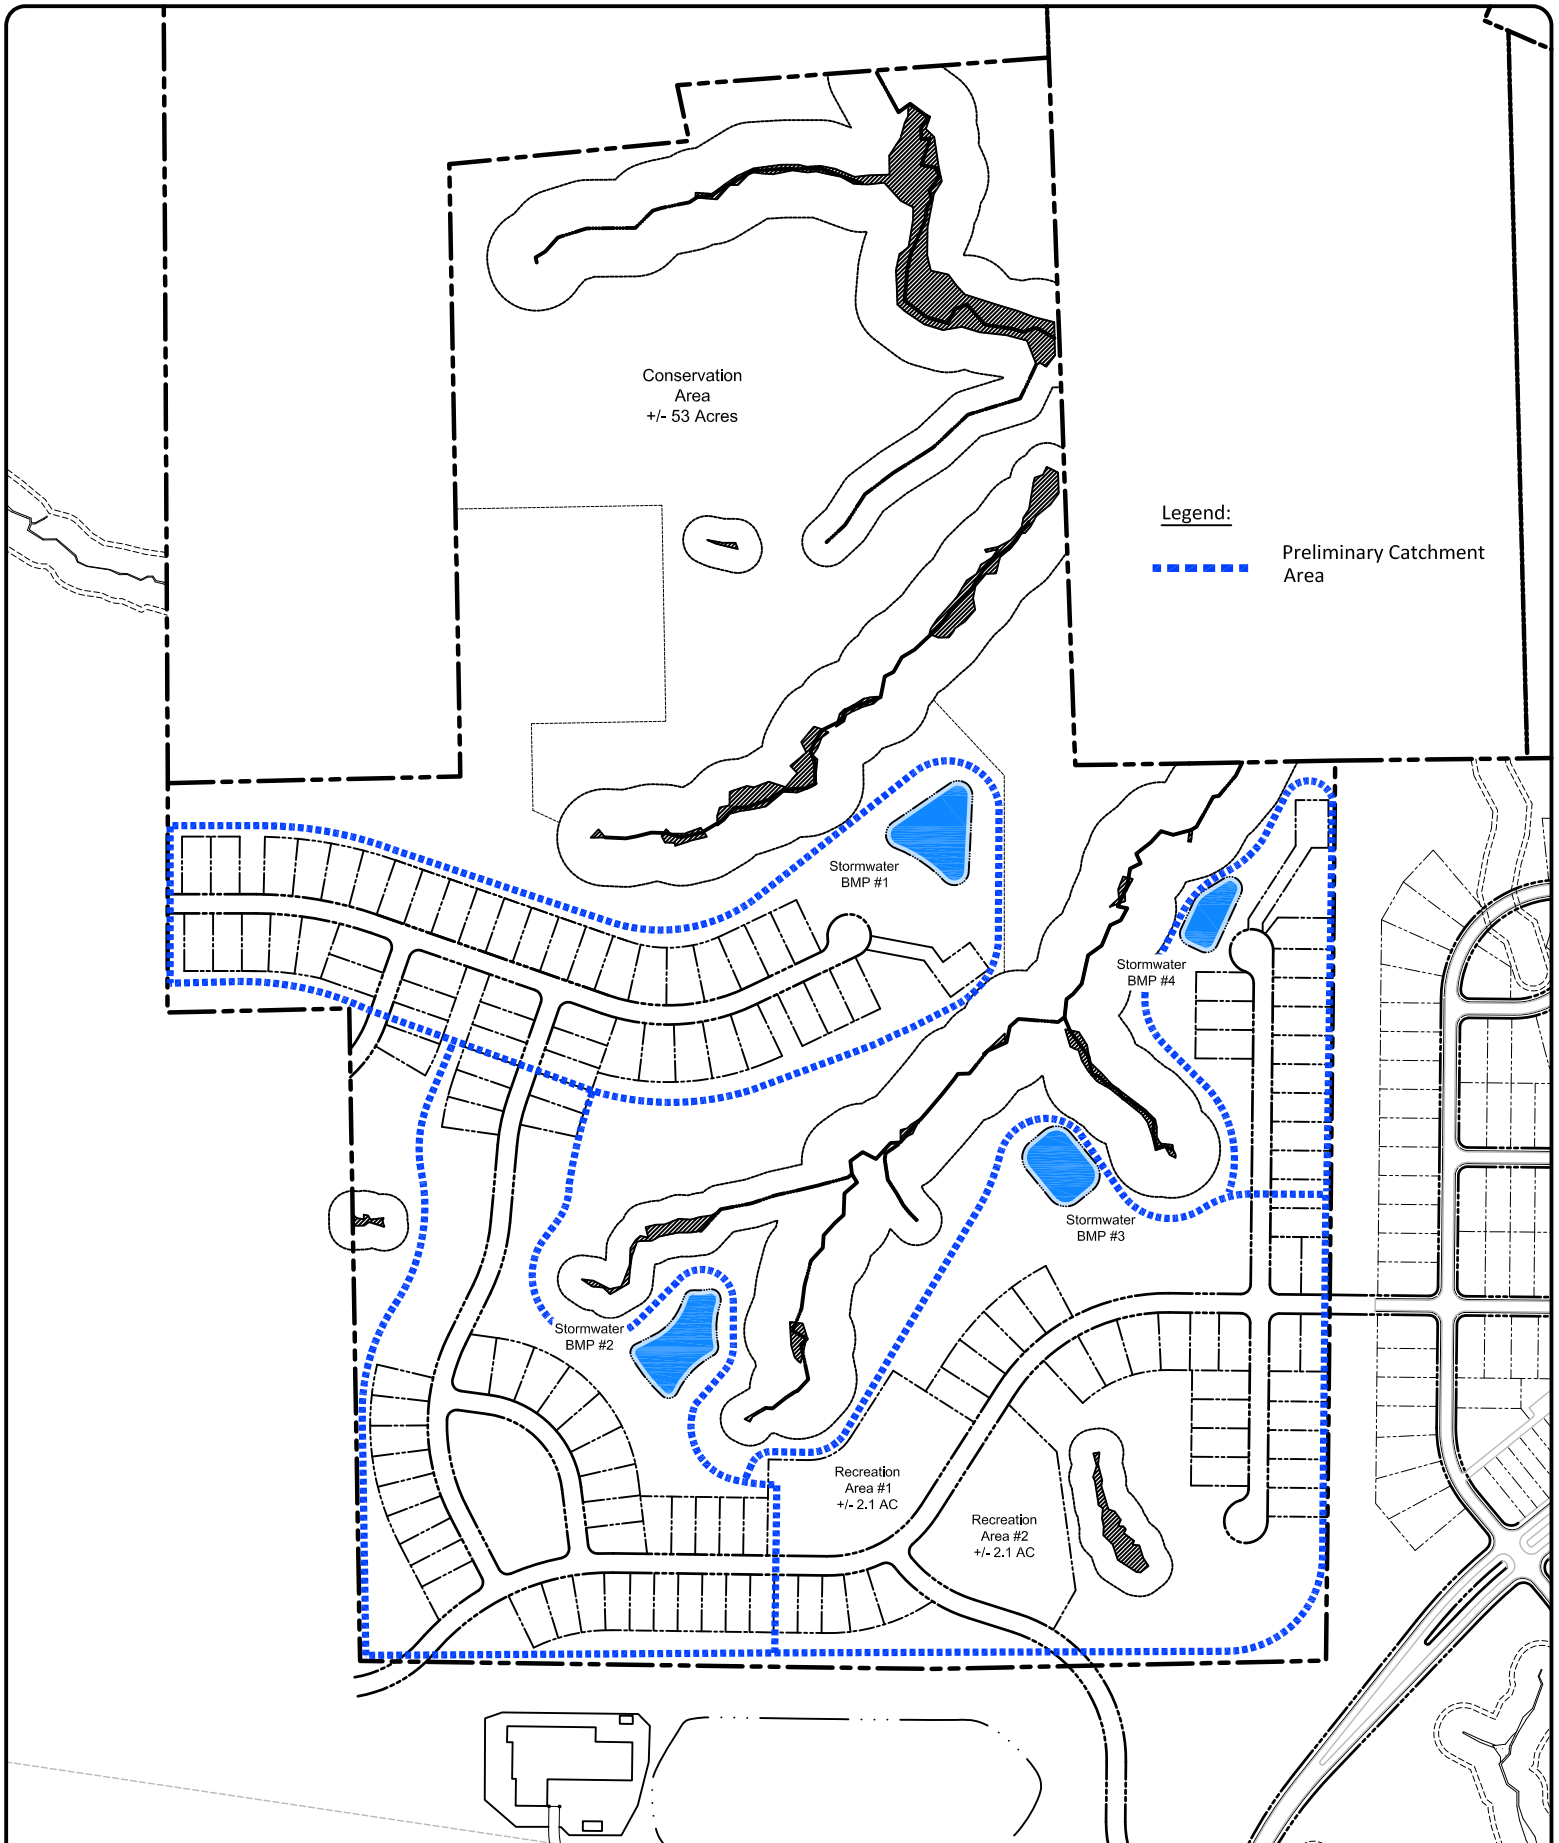 Conservation
Area
+/- 53 Acres
Legend:
Preliminary Catchment
Area
Stormwater
BMP #1
Stormwater
BMP #4
Stormwater
BMP #3
Stormwater
BMP #2
Recreation
Area #1
+/- 2.1 AC
Recreation
Area #2
+/- 2.1 AC